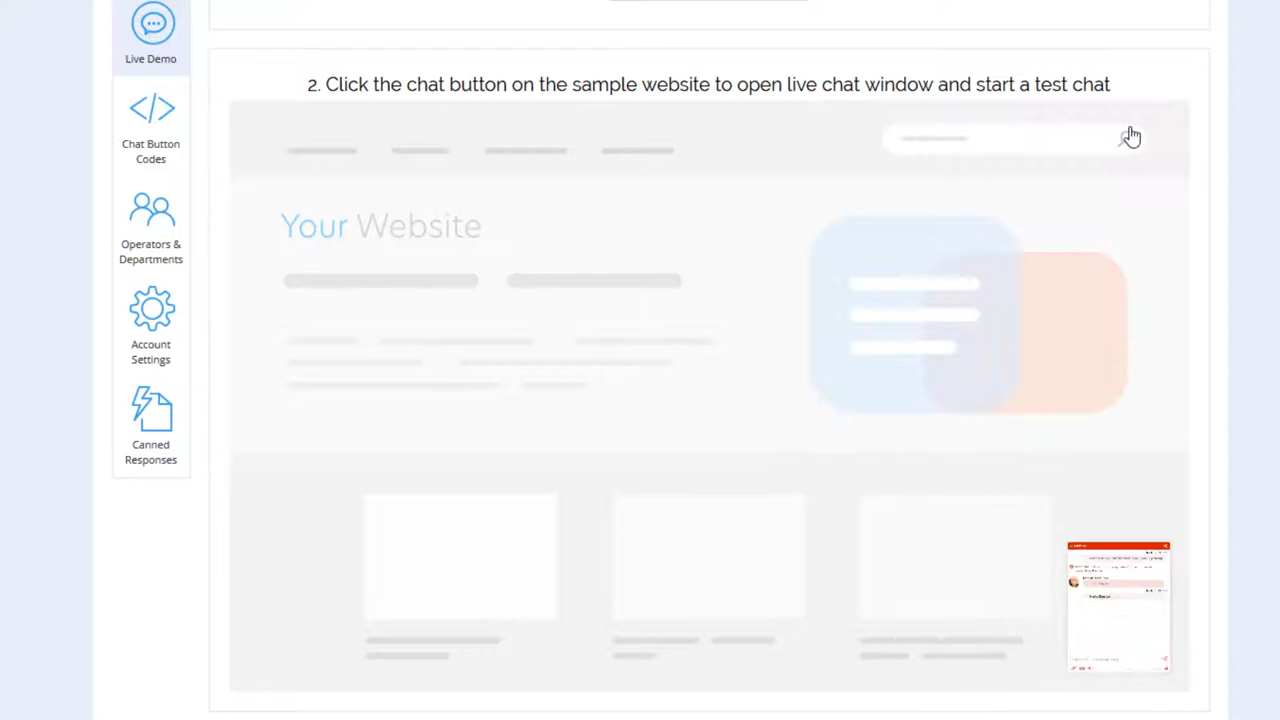 Live Demo
2. Click the chat button on the sample website to open live chat window and start a test chat
Chat Button
Codes
Your Website
Operators &
Departments
Account
Settings
Canned
Responses